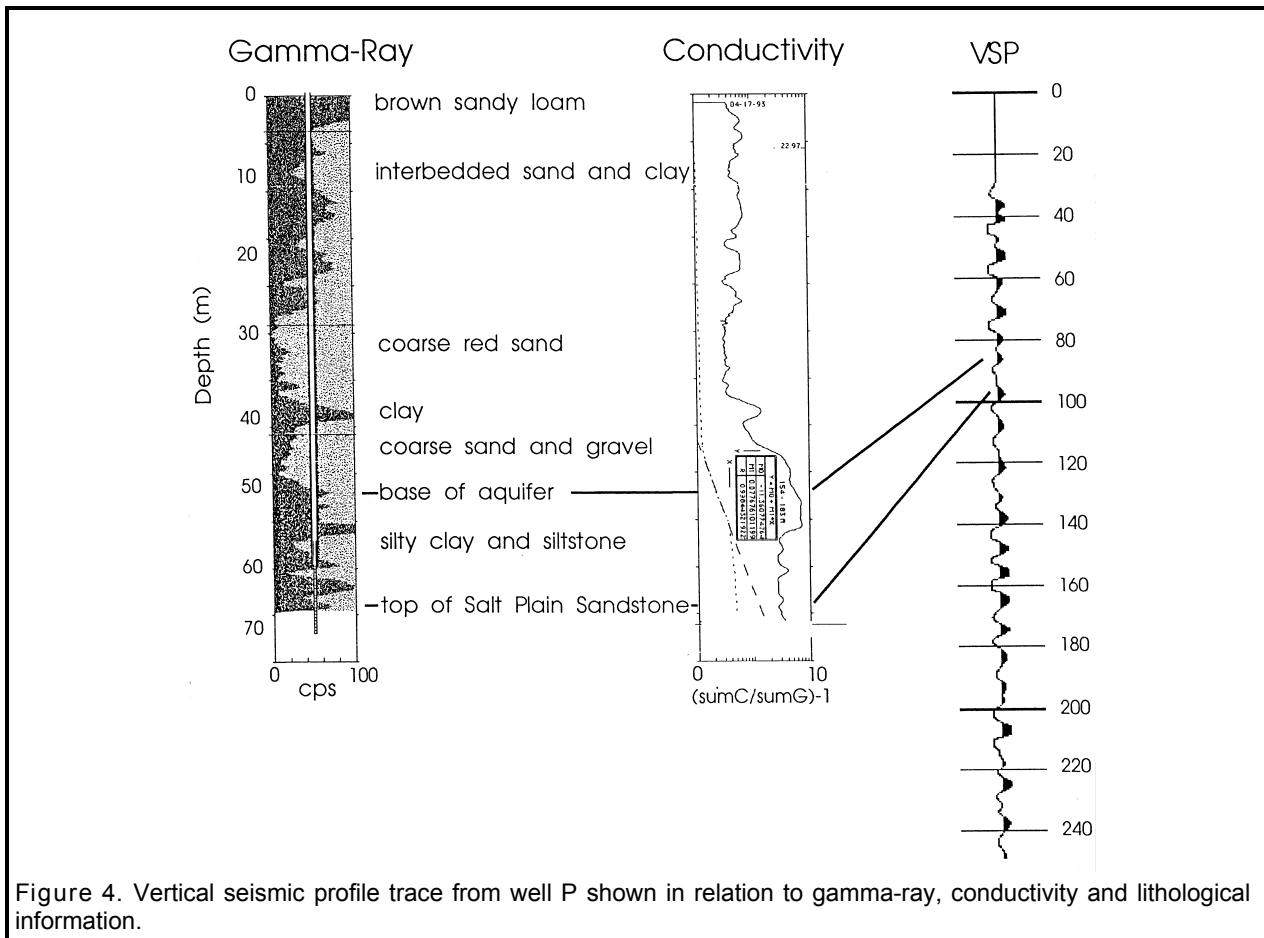 Gamma-Ray
Conductivity
VSP
0
brown sandy loam
04-17-93
0
22 97
20
10
interbedded sand and clay
40
20
60
Depth (m)
30
coarse red sand
80
clay
100
40
coarse sand and gravel
120
50
base of aquifer
140
silty clay and siltstone
60
160
top of Salt Plain Sandstone
70
180
0
100
0
10
cps
(sumC/sumG)-1
200
220
240
Y = M0 + M1*X
M0
M1
R
X
Y
Figure 4. Vertical seismic profile trace from well P shown in relation to gamma-ray, conductivity and lithological
information.